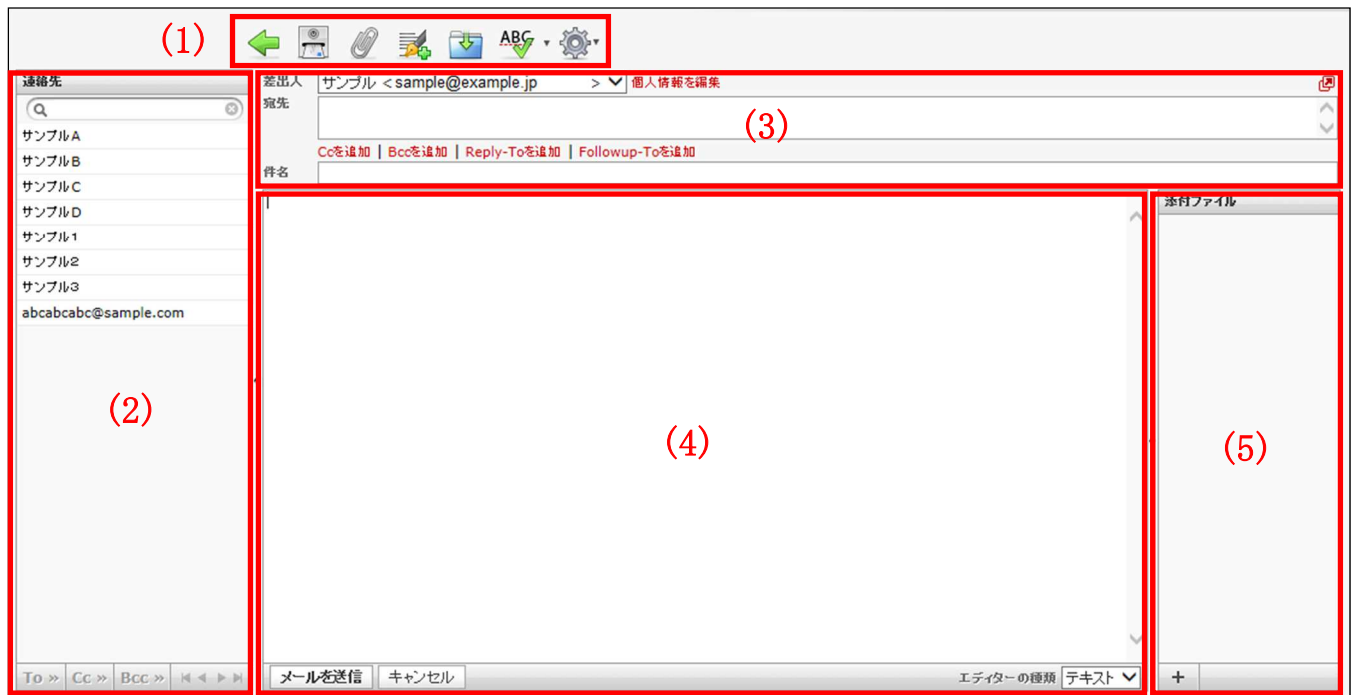 (1)
ABC
連絡先
サンプルA
サンプルB
サンプルC
サンプルD
サンプル1
サンプル2
サンプル3
abcabcabc@sample.com
(2)
To » Cc » Bcc »
差出人 サンプル <sample@example.jp > 個人情報を編集
宛先
(3)
Ccを追加 | Bccを追加 | Reply-Toを追加 | Followup-Toを追加
件名
(4)
メールを送信 キャンセル エディターの種類 テキスト
添付ファイル
(5)
+